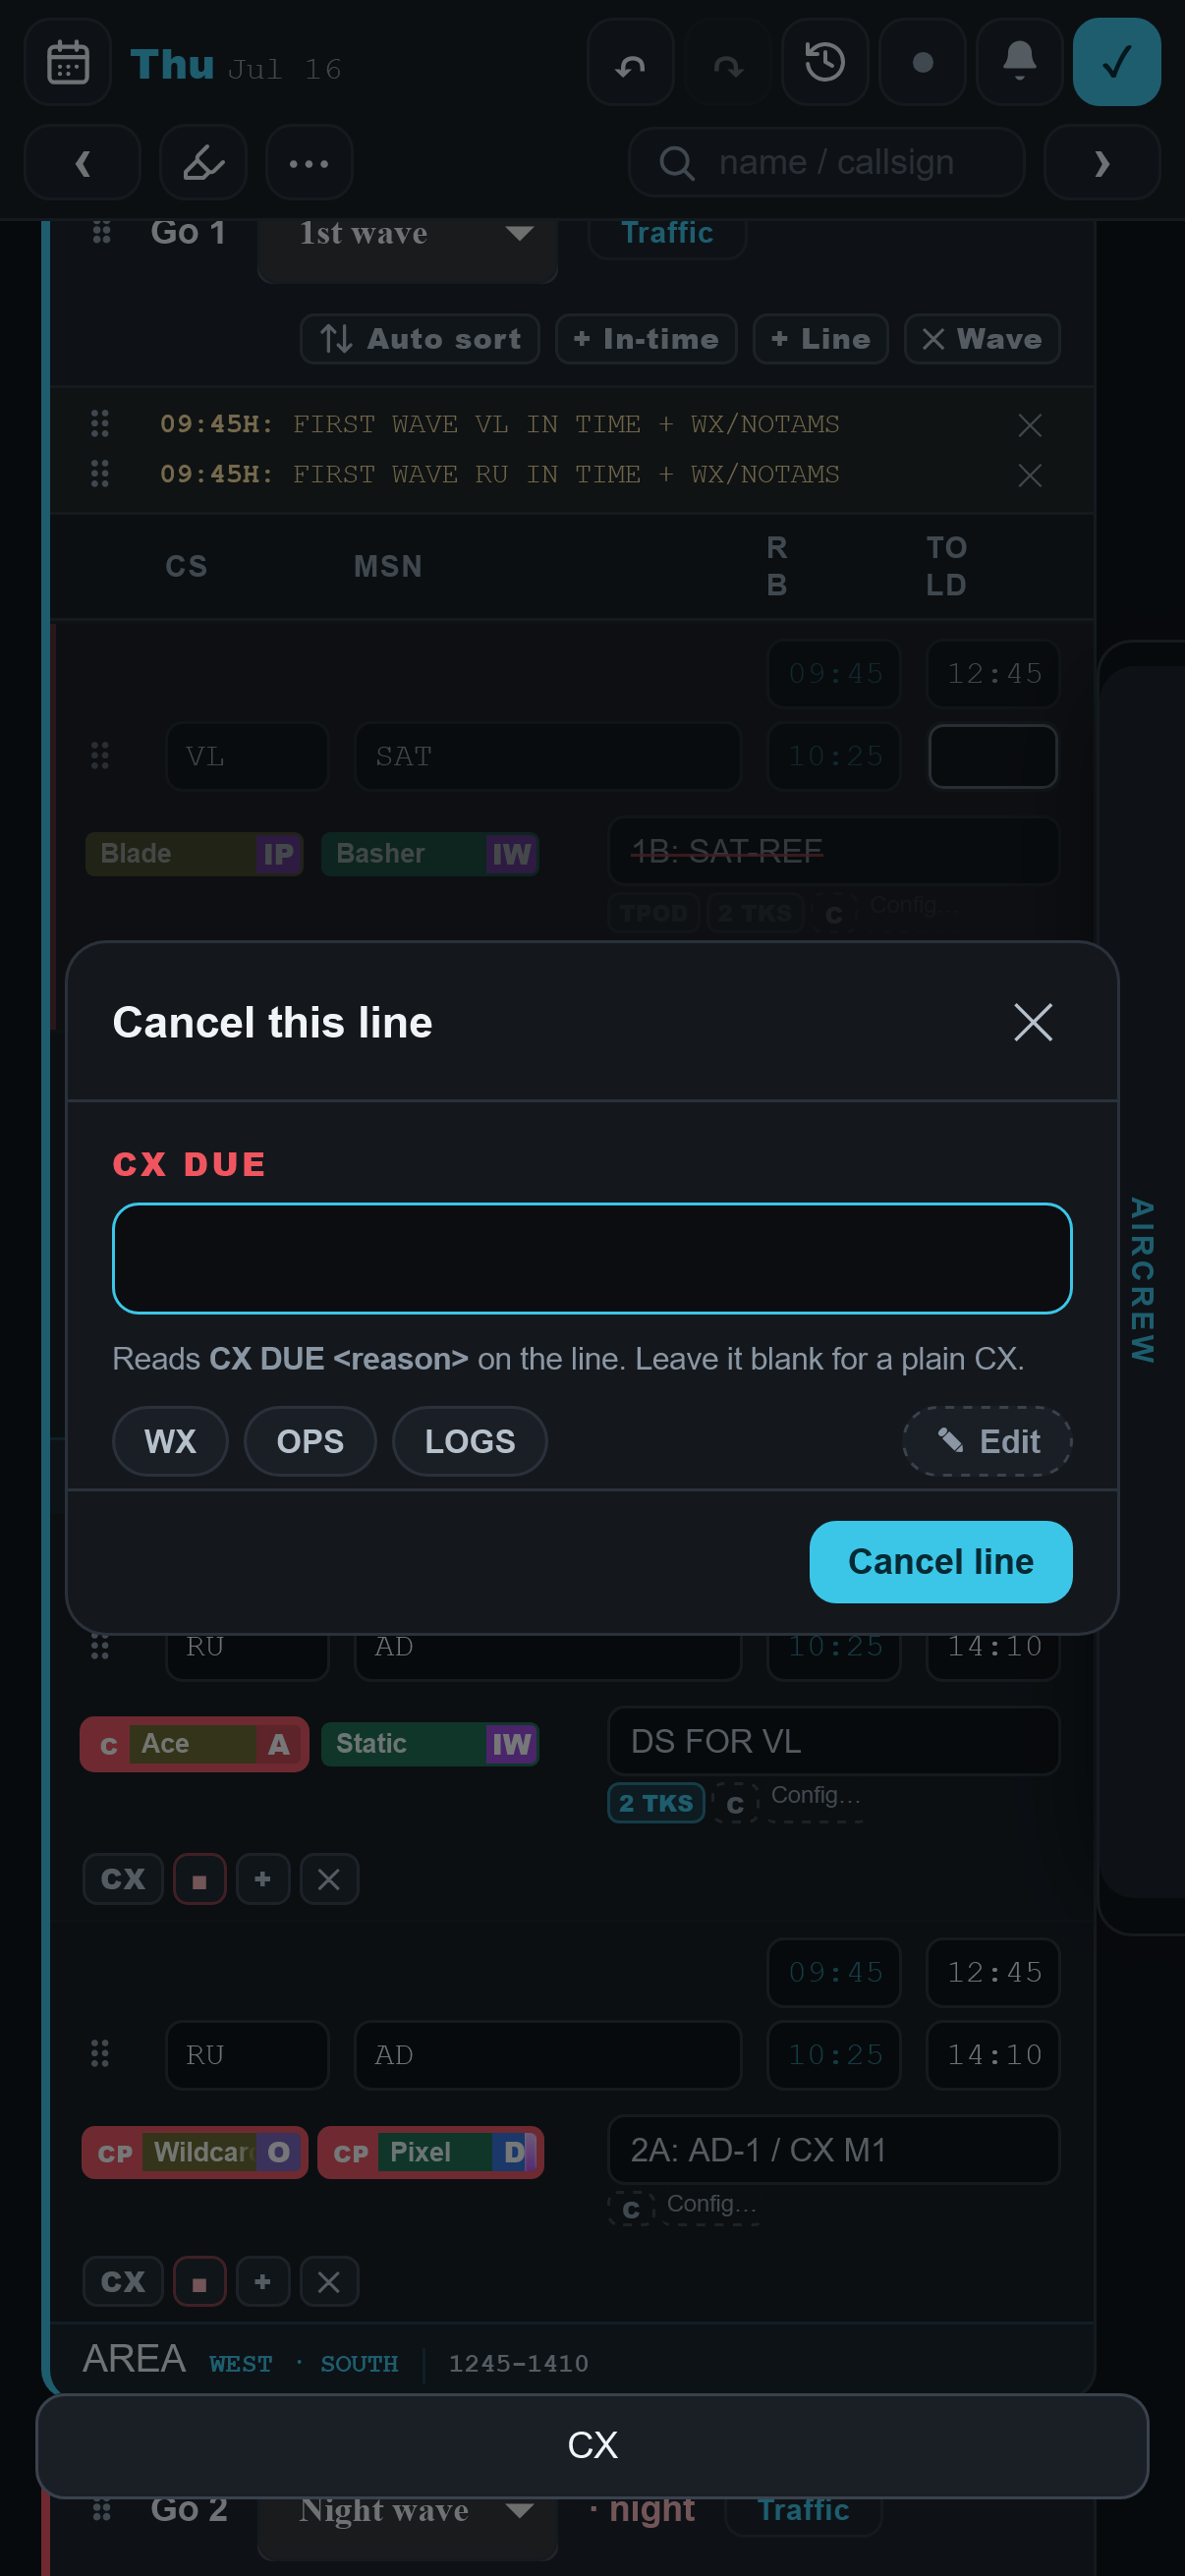 Thu Jul 16
name / callsign
Go 1 1st wave Traffic
Auto sort + In-time + Line × Wave
09:45H: FIRST WAVE VL IN TIME + WX/NOTAMS
09:45H: FIRST WAVE RU IN TIME + WX/NOTAMS
CS MSN R B TO LD
09:45 12:45
VL SAT 10:25
Blade IP Basher IW 1B: SAT-REF
TPOD 2 TKS C Config...
Cancel this line
CX DUE
Reads CX DUE <reason> on the line. Leave it blank for a plain CX.
WX OPS LOGS Edit
Cancel line
AIRCREW
RU AD 10:25 14:10
C Ace A Static IW DS FOR VL
2 TKS C Config...
CX + ×
09:45 12:45
RU AD 10:25 14:10
CP Wildcar O CP Pixel D 2A: AD-1 / CX M1
C Config...
CX + ×
AREA WEST · SOUTH 1245-1410
CX
Go 2 Night wave · night Traffic